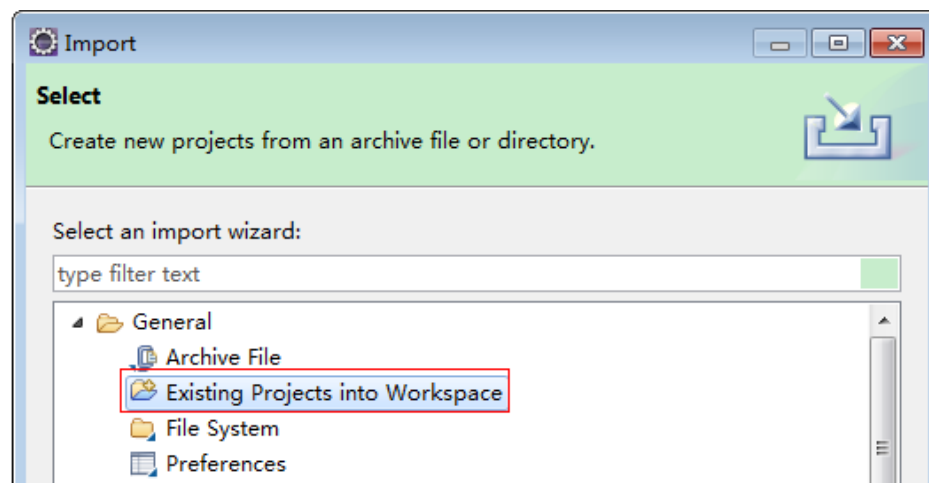 Import
Select
Create new projects from an archive file or directory.
Select an import wizard:
type filter text
General
Archive File
Existing Projects into Workspace
File System
Preferences